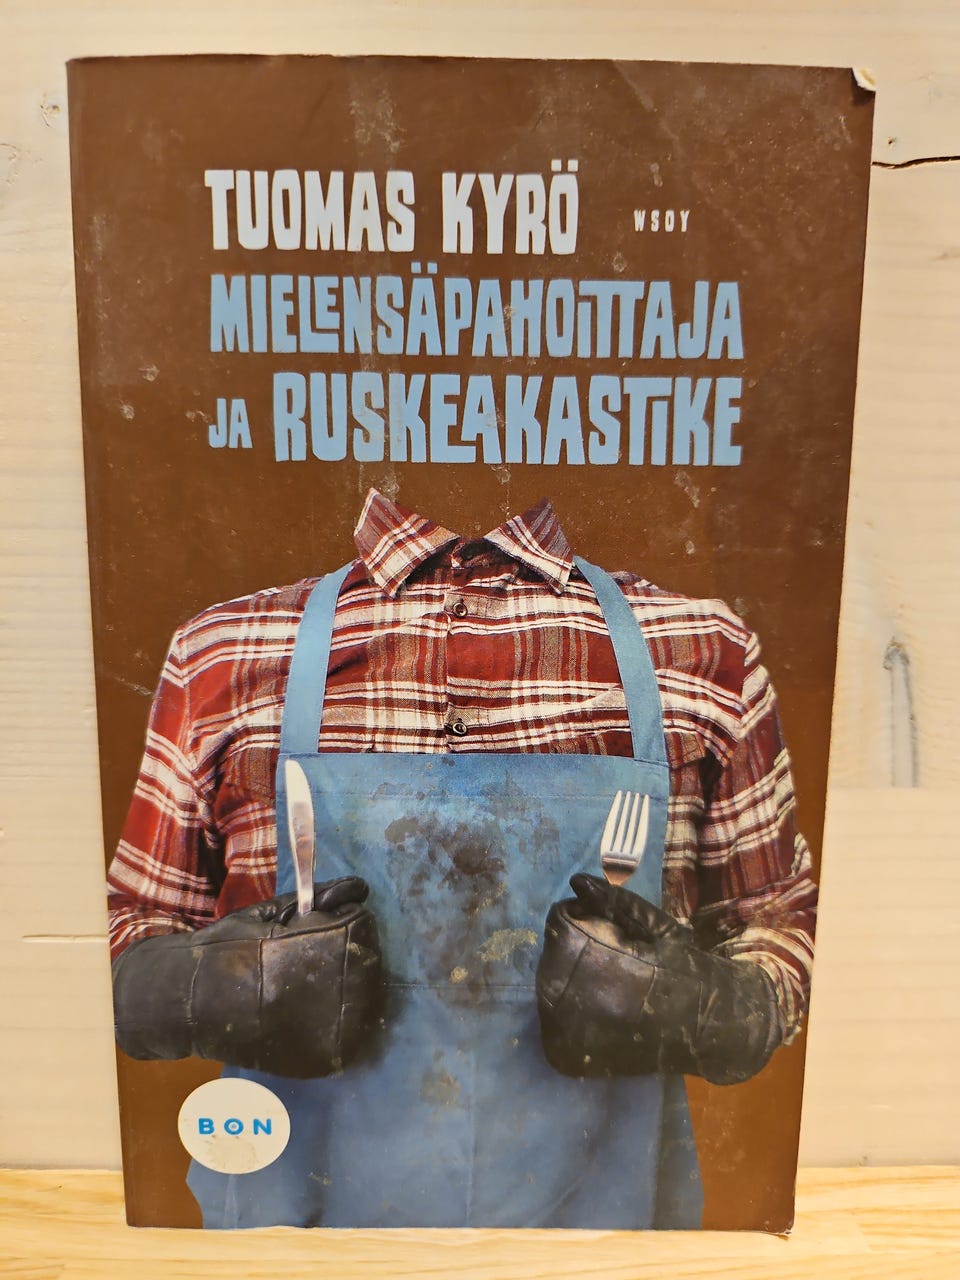 TUOMAS KYRÖ
WSOY
MIELENSÄPAHOITTAJA
JA RUSKEAKASTIKE
BON